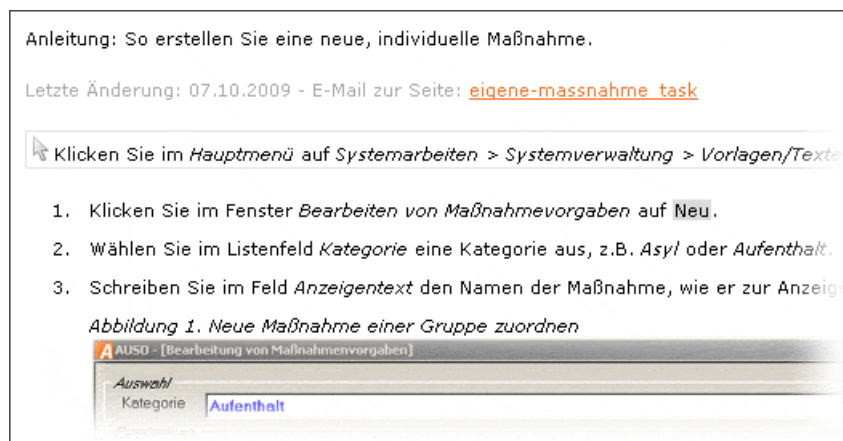 Anleitung: So erstellen Sie eine neue, individuelle Maßnahme.
Letzte Änderung: 07.10.2009 - E-Mail zur Seite: eigene-massnahme_task
Klicken Sie im Hauptmenü auf Systemarbeiten > Systemverwaltung > Vorlagen/Texte
1. Klicken Sie im Fenster Bearbeiten von Maßnahmevorgaben auf Neu.
2. Wählen Sie im Listenfeld Kategorie eine Kategorie aus, z.B. Asyl oder Aufenthalt.
3. Schreiben Sie im Feld Anzeigentext den Namen der Maßnahme, wie er zur Anzeig
Abbildung 1. Neue Maßnahme einer Gruppe zuordnen
AUSO - [Bearbeitung von Maßnahmenvorgaben]
Auswahl
Kategorie Aufenthalt